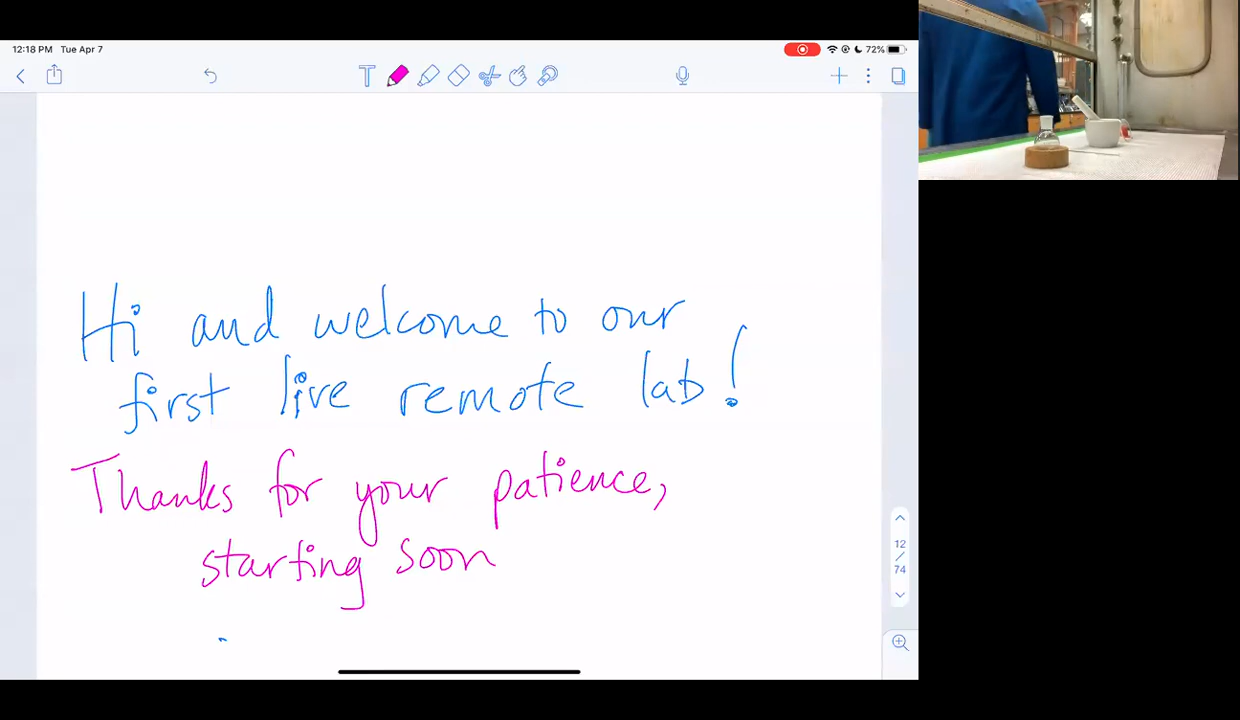 12:18 PM Tue Apr 7
72%
Hi and welcome to our
first live remote lab!
Thanks for your patience,
starting soon
12
74